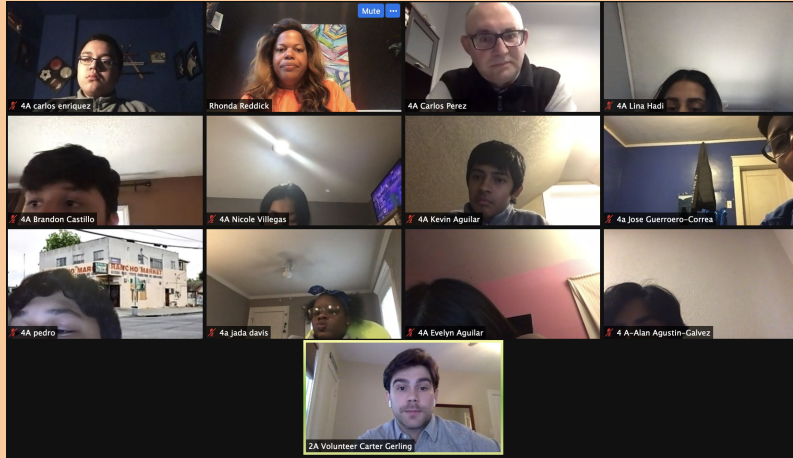 Mute ...
4A carlos enriquez
Rhonda Reddick
4A Carlos Perez
4A Lina Hadi
4A Brandon Castillo
4A Nicole Villegas
4A Kevin Aguilar
4a Jose Guerroero-Correa
RANCHO MARKET
4A pedro
4a jada davis
4A Evelyn Aguilar
4 A-Alan Agustin-Galvez
2A Volunteer Carter Gerling